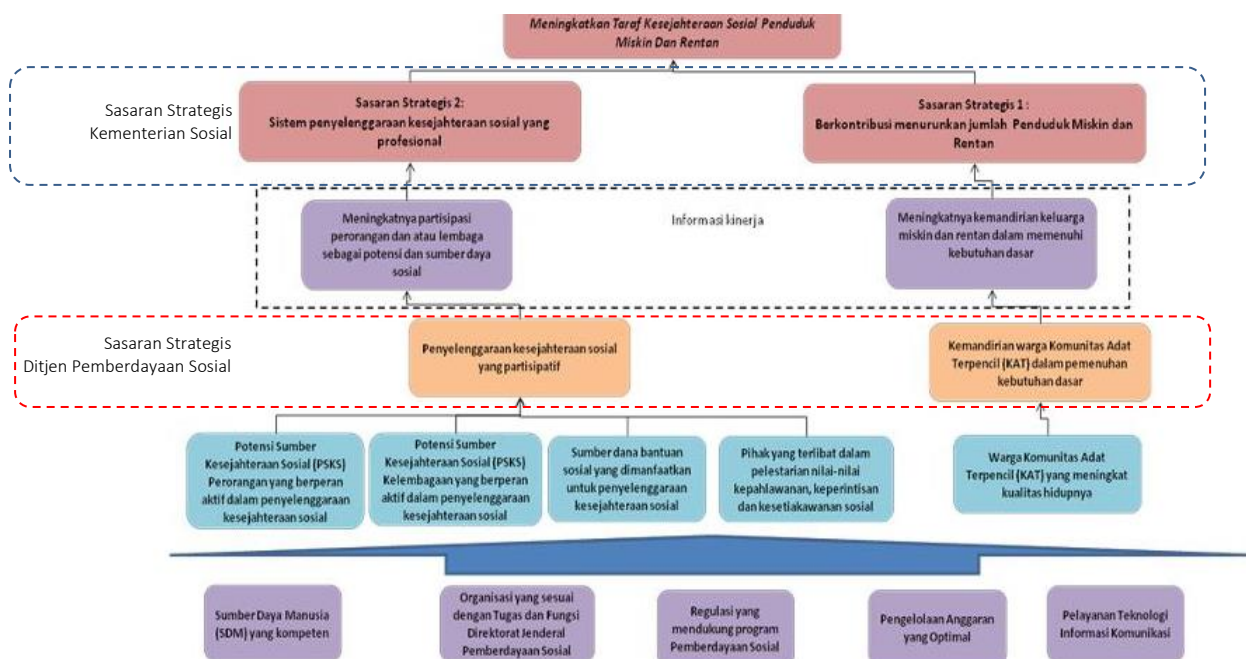 Meningkatkan Taraf Kesejahteraan Sosial Penduduk
Miskin Dan Rentan
Sasaran Strategis
Kementerian Sosial
Sasaran Strategis 2:
Sistem penyelenggaraan kesejahteraan sosial yang
profesional
Sasaran Strategis 1 :
Berkontribusi menurunkan jumlah Penduduk Miskin dan
Rentan
Meningkatnya partisipasi
perorangan dan atau lembaga
sebagai potensi dan sumber daya
sosial
Informasi kinerja
Meningkatnya kemandirian keluarga
miskin dan rentan dalam memenuhi
kebutuhan dasar
Sasaran Strategis
Ditjen Pemberdayaan Sosial
Penyelenggaraan kesejahteraan sosial
yang partisipatif
Kemandirian warga Komunitas Adat
Terpencil (KAT) dalam pemenuhan
kebutuhan dasar
Potensi Sumber
Kesejahteraan Sosial (PSKS)
Perorangan yang berperan
aktif dalam penyelenggaraan
kesejahteraan sosial
Potensi Sumber
Kesejahteraan Sosial (PSKS)
Kelembagaan yang berperan
aktif dalam penyelenggaraan
kesejahteraan sosial
Sumber dana bantuan
sosial yang dimanfaatkan
untuk penyelenggaraan
kesejahteraan sosial
Pihak yang terlibat dalam
pelestarian nilai-nilai
kepahlawanan, keperintisan
dan kesetiakawanan sosial
Warga Komunitas Adat
Terpencil (KAT) yang meningkat
kualitas hidupnya
Sumber Daya Manusia
(SDM) yang kompeten
Organisasi yang sesuai
dengan Tugas dan Fungsi
Direktorat Jenderal
Pemberdayaan Sosial
Regulasi yang
mendukung program
Pemberdayaan Sosial
Pengelolaan Anggaran
yang Optimal
Pelayanan Teknologi
Informasi Komunikasi